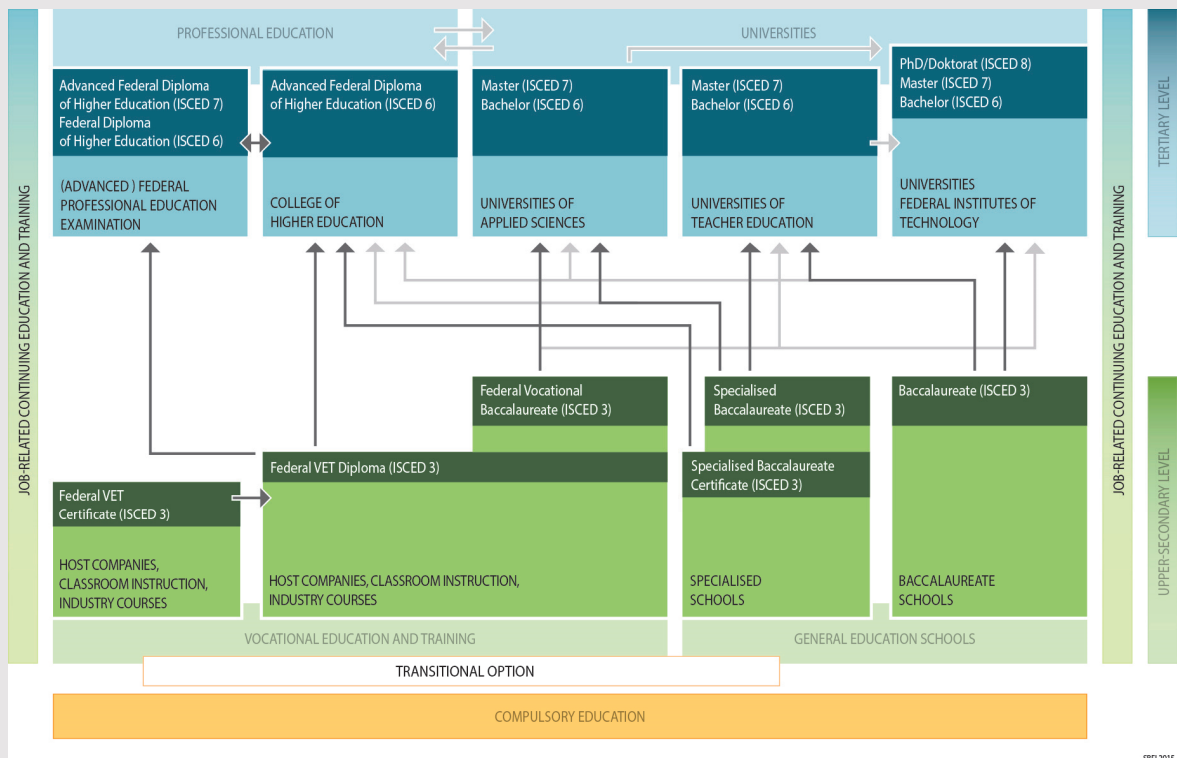 PROFESSIONAL EDUCATION
UNIVERSITIES
Advanced Federal Diploma
of Higher Education (ISCED 7)
Federal Diploma
of Higher Education (ISCED 6)
(ADVANCED ) FEDERAL
PROFESSIONAL EDUCATION
EXAMINATION
Advanced Federal Diploma
of Higher Education (ISCED 6)
COLLEGE OF
HIGHER EDUCATION
Master (ISCED 7)
Bachelor (ISCED 6)
UNIVERSITIES OF
APPLIED SCIENCES
Master (ISCED 7)
Bachelor (ISCED 6)
UNIVERSITIES OF
TEACHER EDUCATION
PhD/Doktorat (ISCED 8)
Master (ISCED 7)
Bachelor (ISCED 6)
UNIVERSITIES
FEDERAL INSTITUTES OF
TECHNOLOGY
JOB-RELATED CONTINUING EDUCATION AND TRAINING
JOB-RELATED CONTINUING EDUCATION AND TRAINING
TERTIARY LEVEL
UPPER-SECONDARY LEVEL
Federal Vocational
Baccalaureate (ISCED 3)
Specialised
Baccalaureate (ISCED 3)
Baccalaureate (ISCED 3)
Federal VET Diploma (ISCED 3)
Specialised Baccalaureate
Certificate (ISCED 3)
Federal VET
Certificate (ISCED 3)
HOST COMPANIES,
CLASSROOM INSTRUCTION,
INDUSTRY COURSES
HOST COMPANIES, CLASSROOM INSTRUCTION,
INDUSTRY COURSES
SPECIALISED
SCHOOLS
BACCALAUREATE
SCHOOLS
VOCATIONAL EDUCATION AND TRAINING
GENERAL EDUCATION SCHOOLS
TRANSITIONAL OPTION
COMPULSORY EDUCATION